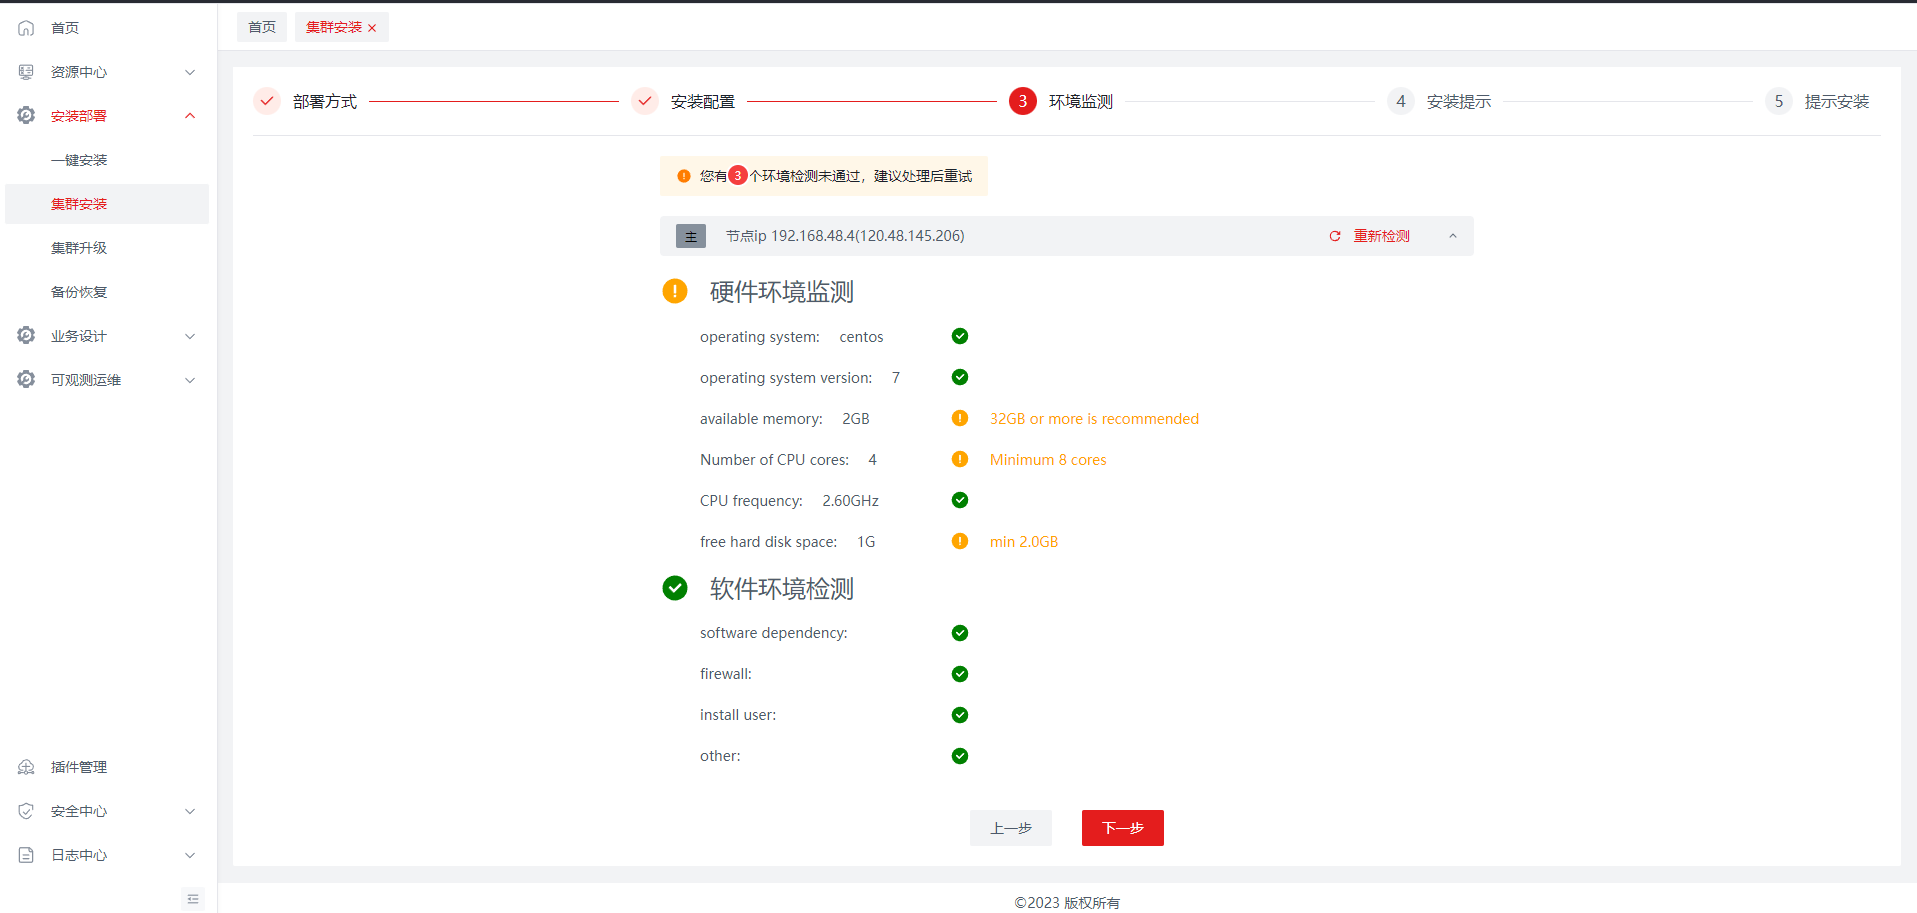 首页
资源中心
安装部署
一键安装
集群安装
集群升级
备份恢复
业务设计
可观测运维
插件管理
安全中心
日志中心
首页 集群安装
部署方式 安装配置 3 环境监测 4 安装提示 5 提示安装
您有3个环境检测未通过，建议处理后重试
主 节点ip 192.168.48.4(120.48.145.206) 重新检测
硬件环境监测
operating system: centos
operating system version: 7
available memory: 2GB 32GB or more is recommended
Number of CPU cores: 4 Minimum 8 cores
CPU frequency: 2.60GHz
free hard disk space: 1G min 2.0GB
软件环境检测
software dependency:
firewall:
install user:
other:
上一步 下一步
©2023 版权所有